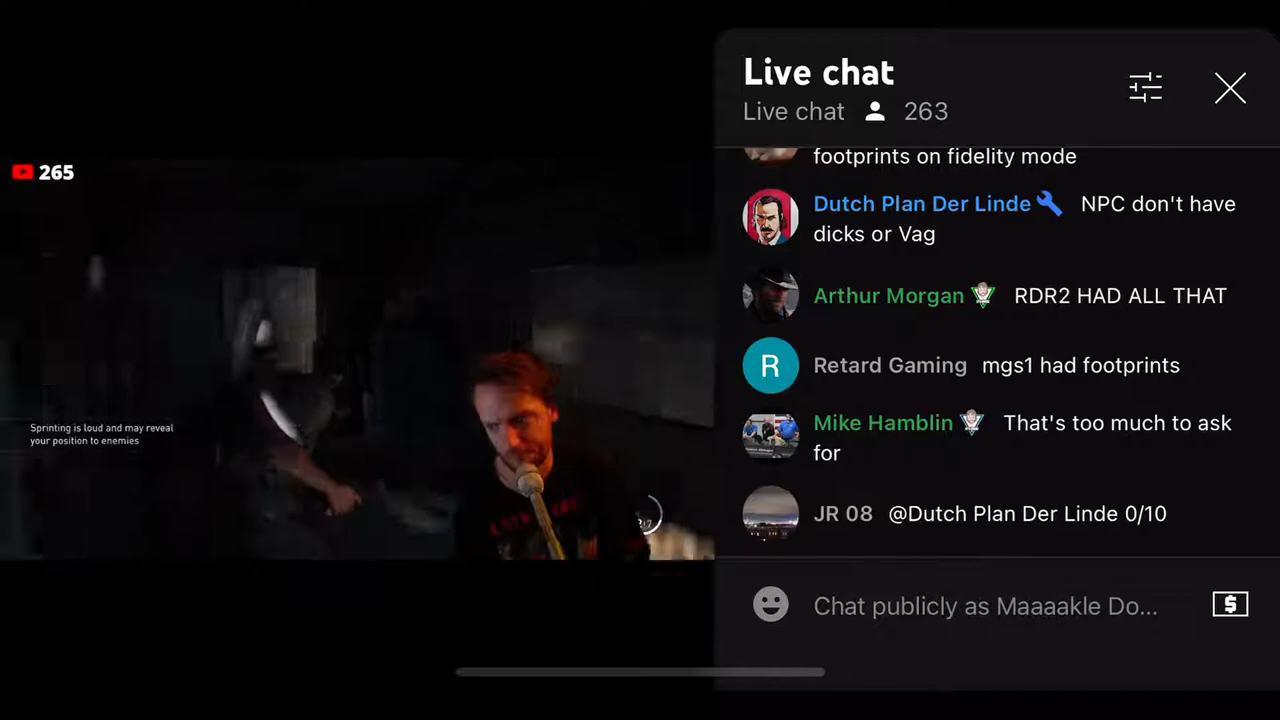 265
Sprinting is loud and may reveal
your position to enemies
Live chat
Live chat 263
footprints on fidelity mode
Dutch Plan Der Linde NPC don't have
dicks or Vag
Arthur Morgan RDR2 HAD ALL THAT
R Retard Gaming mgs1 had footprints
Mike Hamblin That's too much to ask
for
JR 08 @Dutch Plan Der Linde 0/10
Chat publicly as Maaaakle Do...
$